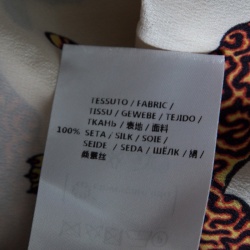 TESSUTO / FABRIC /
TISSU / GEWEBE / TEJIDO /
ТКАНЬ / 表地 / 面料
100% SETA / SILK / SOIE /
SEIDE / SEDA / ШЁЛК / 絹 /
桑蚕丝